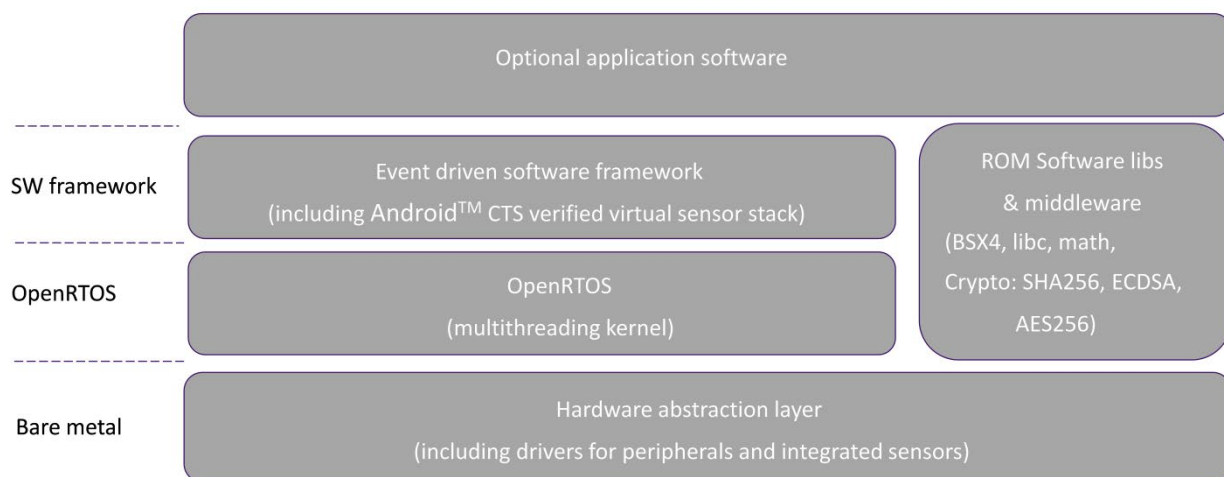 Optional application software
SW framework
Event driven software framework
(including Android™ CTS verified virtual sensor stack)
ROM Software libs
& middleware
(BSX4, libc, math,
Crypto: SHA256, ECDSA,
AES256)
OpenRTOS
OpenRTOS
(multithreading kernel)
Bare metal
Hardware abstraction layer
(including drivers for peripherals and integrated sensors)